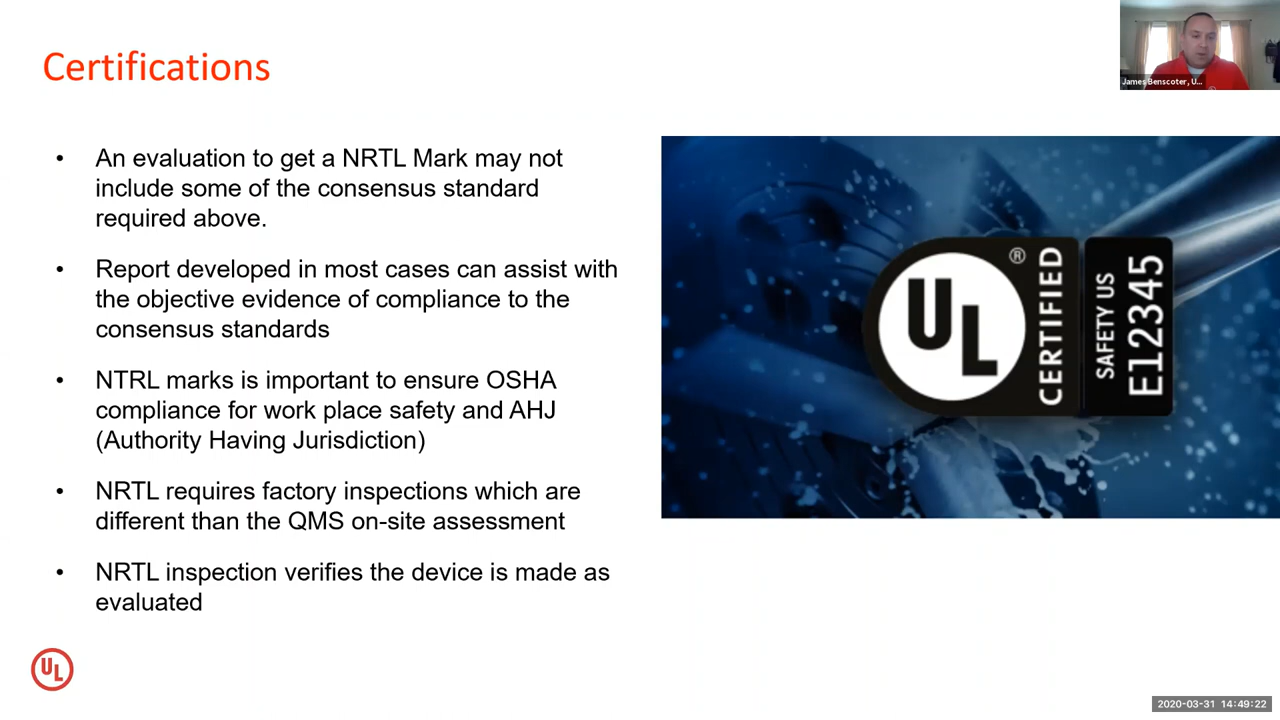 Certifications
James Benscoter, U...
• An evaluation to get a NRTL Mark may not
include some of the consensus standard
required above.
• Report developed in most cases can assist with
the objective evidence of compliance to the
consensus standards
• NTRL marks is important to ensure OSHA
compliance for work place safety and AHJ
(Authority Having Jurisdiction)
• NRTL requires factory inspections which are
different than the QMS on-site assessment
• NRTL inspection verifies the device is made as
evaluated
UL
®
CERTIFIED
SAFETY US
E12345
UL
2020-03-31 14:49:22